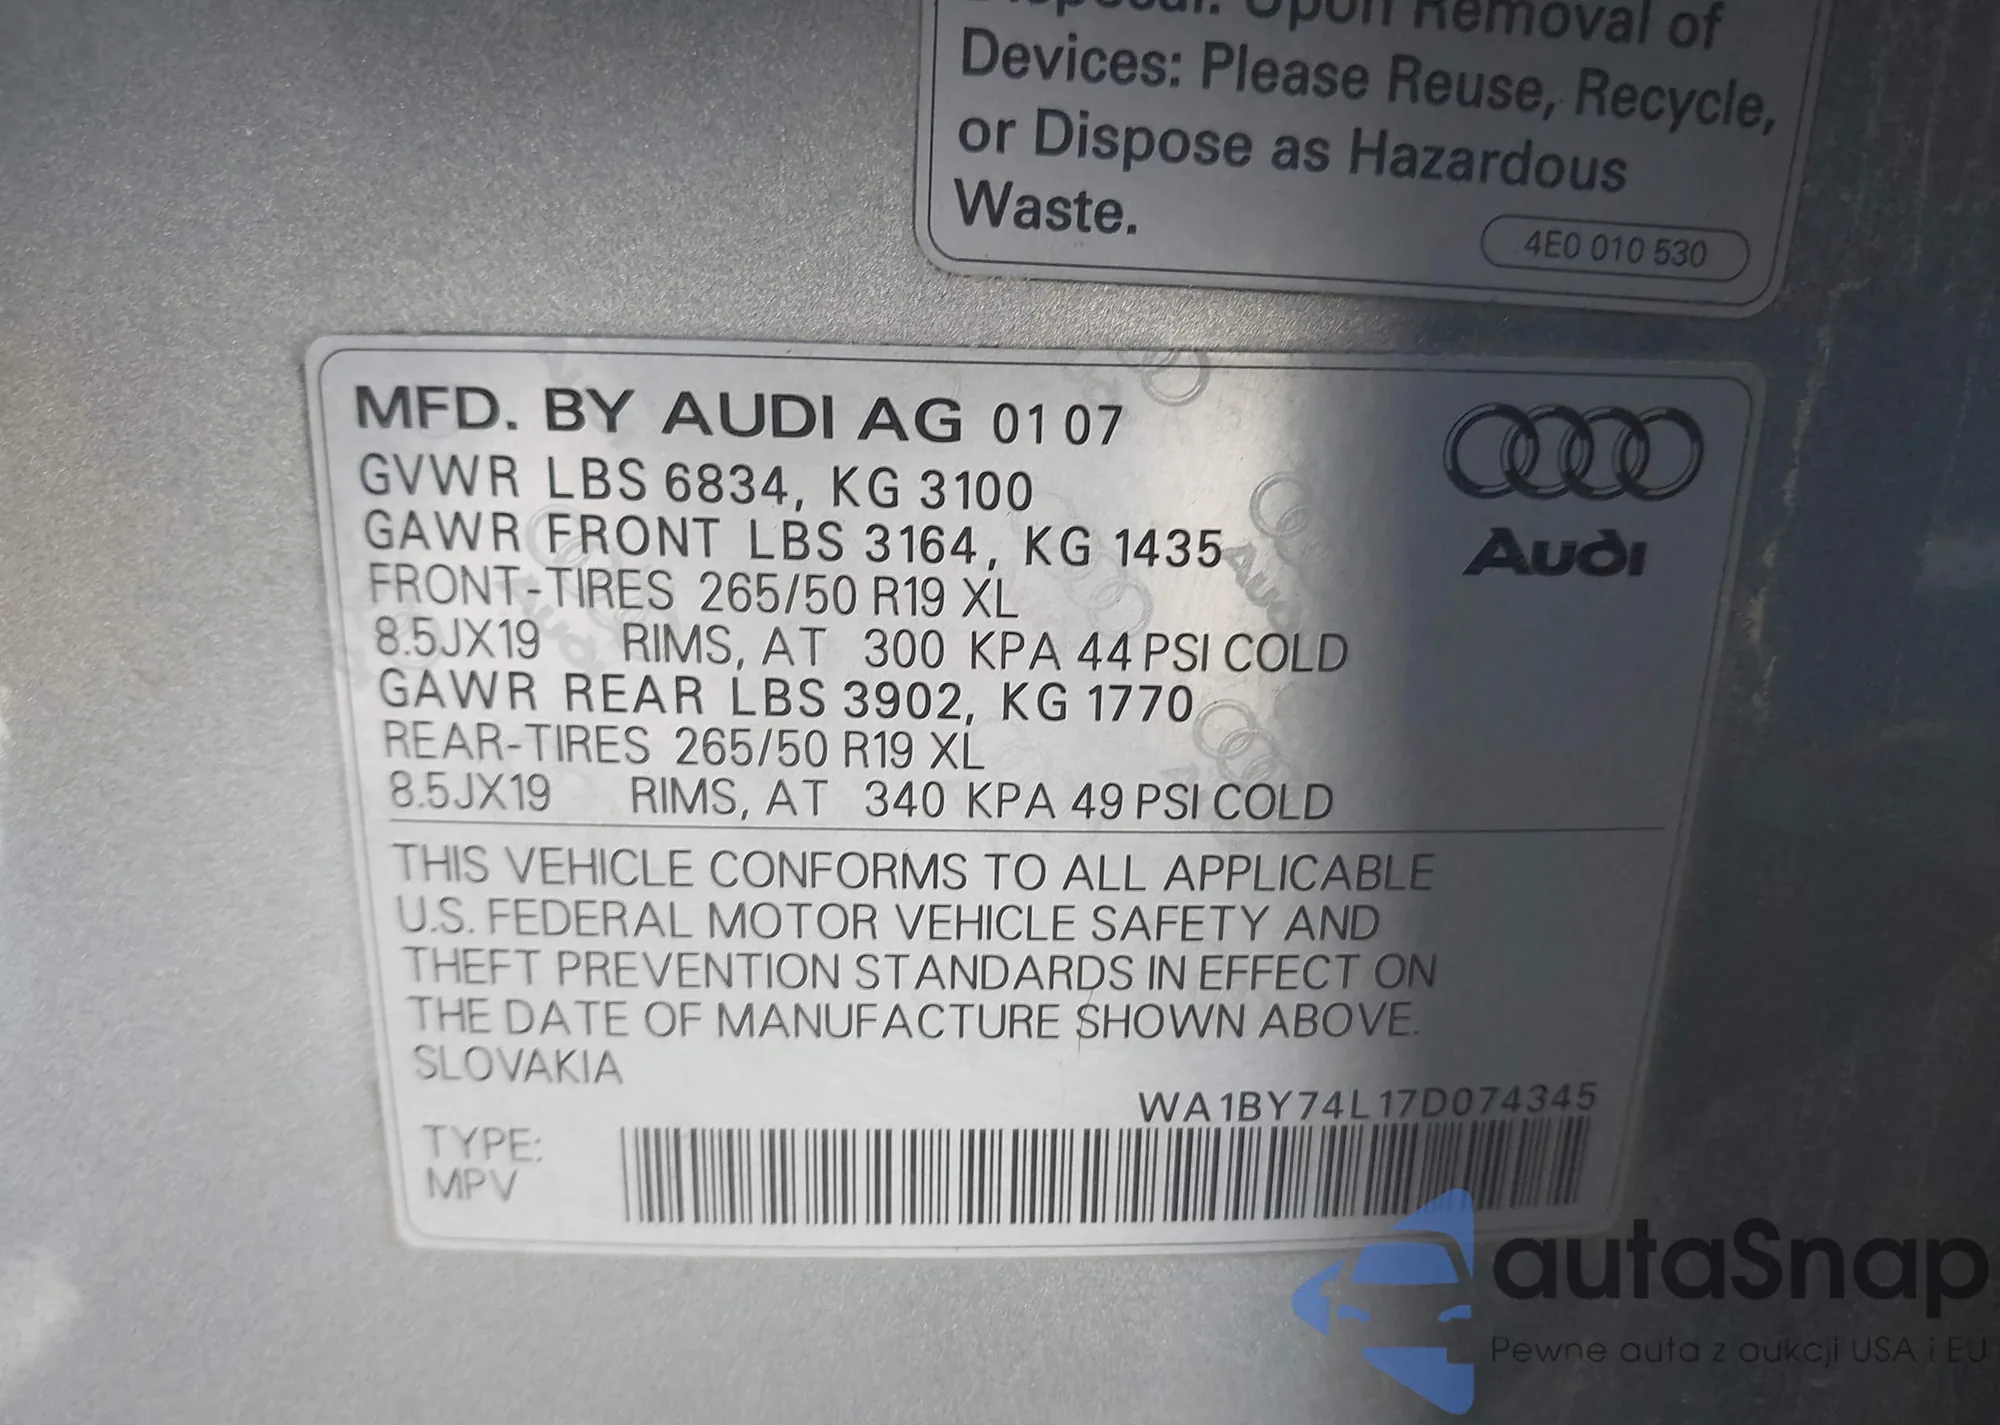 Disposal: Upon Removal of
Devices: Please Reuse, Recycle,
or Dispose as Hazardous
Waste.
4E0 010 530
MFD. BY AUDI AG 01 07
GVWR LBS 6834, KG 3100
GAWR FRONT LBS 3164, KG 1435
FRONT-TIRES 265/50 R19 XL
8.5JX19 RIMS, AT 300 KPA 44 PSI COLD
GAWR REAR LBS 3902, KG 1770
REAR-TIRES 265/50 R19 XL
8.5JX19 RIMS, AT 340 KPA 49 PSI COLD
Audi
THIS VEHICLE CONFORMS TO ALL APPLICABLE
U.S. FEDERAL MOTOR VEHICLE SAFETY AND
THEFT PREVENTION STANDARDS IN EFFECT ON
THE DATE OF MANUFACTURE SHOWN ABOVE.
SLOVAKIA
WA1BY74L17D074345
TYPE:
MPV
autaSnap
Pewne auta z aukcji USA i EU